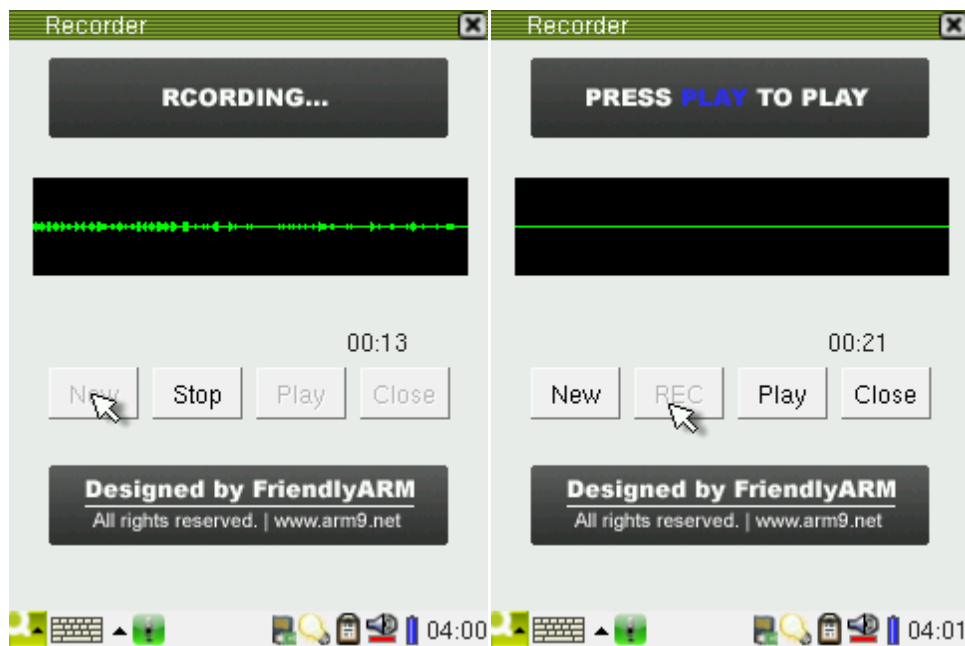 Recorder
RCORDING...
00:13
New Stop Play Close
Designed by FriendlyARM
All rights reserved. | www.arm9.net
04:00
Recorder
PRESS PLAY TO PLAY
00:21
New REC Play Close
Designed by FriendlyARM
All rights reserved. | www.arm9.net
04:01